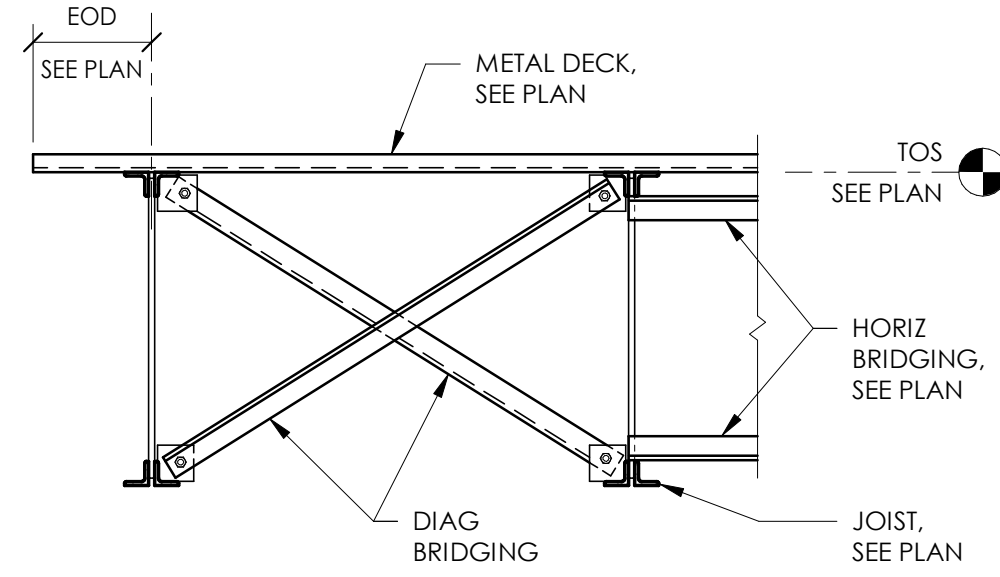 EOD
SEE PLAN
METAL DECK,
SEE PLAN
TOS
SEE PLAN
HORIZ
BRIDGING,
SEE PLAN
DIAG
BRIDGING
JOIST,
SEE PLAN